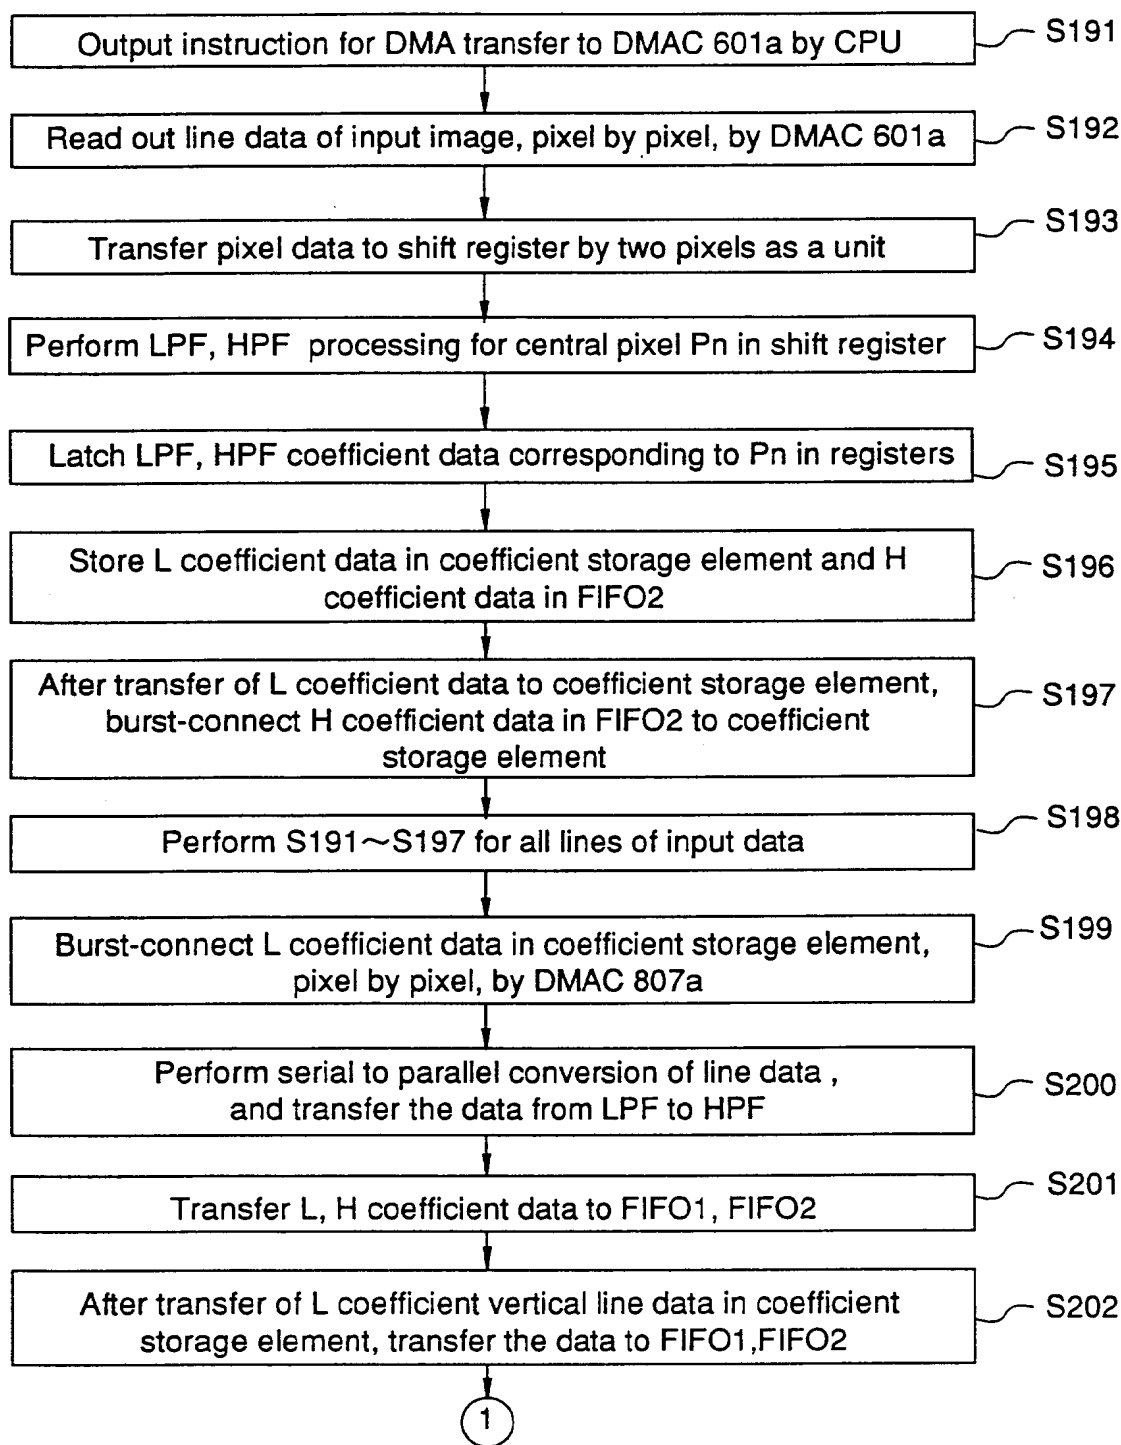 Output instruction for DMA transfer to DMAC 601a by CPU
S191
Read out line data of input image, pixel by pixel, by DMAC 601a
S192
Transfer pixel data to shift register by two pixels as a unit
S193
Perform LPF, HPF processing for central pixel Pn in shift register
S194
Latch LPF, HPF coefficient data corresponding to Pn in registers
S195
Store L coefficient data in coefficient storage element and H
coefficient data in FIFO2
S196
After transfer of L coefficient data to coefficient storage element,
burst-connect H coefficient data in FIFO2 to coefficient
storage element
S197
Perform S191~S197 for all lines of input data
S198
Burst-connect L coefficient data in coefficient storage element,
pixel by pixel, by DMAC 807a
S199
Perform serial to parallel conversion of line data ,
and transfer the data from LPF to HPF
S200
Transfer L, H coefficient data to FIFO1, FIFO2
S201
After transfer of L coefficient vertical line data in coefficient
storage element, transfer the data to FIFO1,FIFO2
S202
1